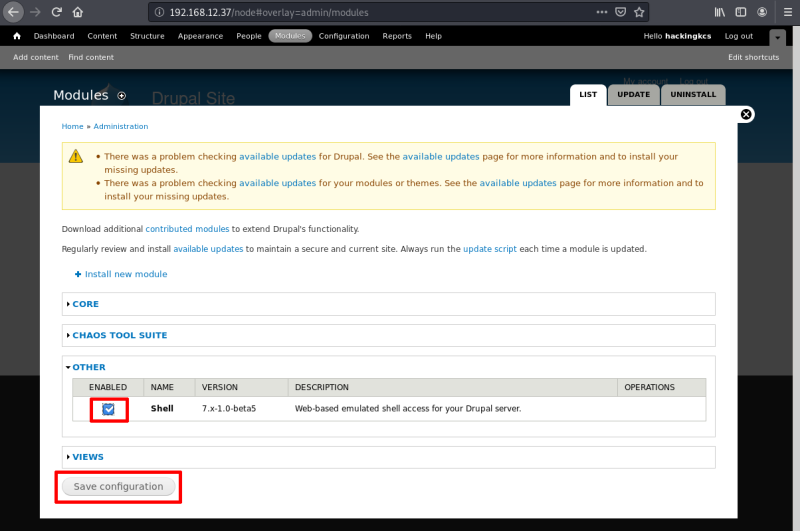 192.168.12.37/node#overlay=admin/modules
Dashboard Content Structure Appearance People Modules Configuration Reports Help Hello hackingkcs Log out
Add content Find content Edit shortcuts
My account Log out
Modules Drupal Site LIST UPDATE UNINSTALL
Home » Administration
• There was a problem checking available updates for Drupal. See the available updates page for more information and to install your
missing updates.
• There was a problem checking available updates for your modules or themes. See the available updates page for more information and to
install your missing updates.
Download additional contributed modules to extend Drupal's functionality.
Regularly review and install available updates to maintain a secure and current site. Always run the update script each time a module is updated.
+ Install new module
CORE
CHAOS TOOL SUITE
OTHER
ENABLED NAME VERSION DESCRIPTION OPERATIONS
Shell 7.x-1.0-beta5 Web-based emulated shell access for your Drupal server.
VIEWS
Save configuration